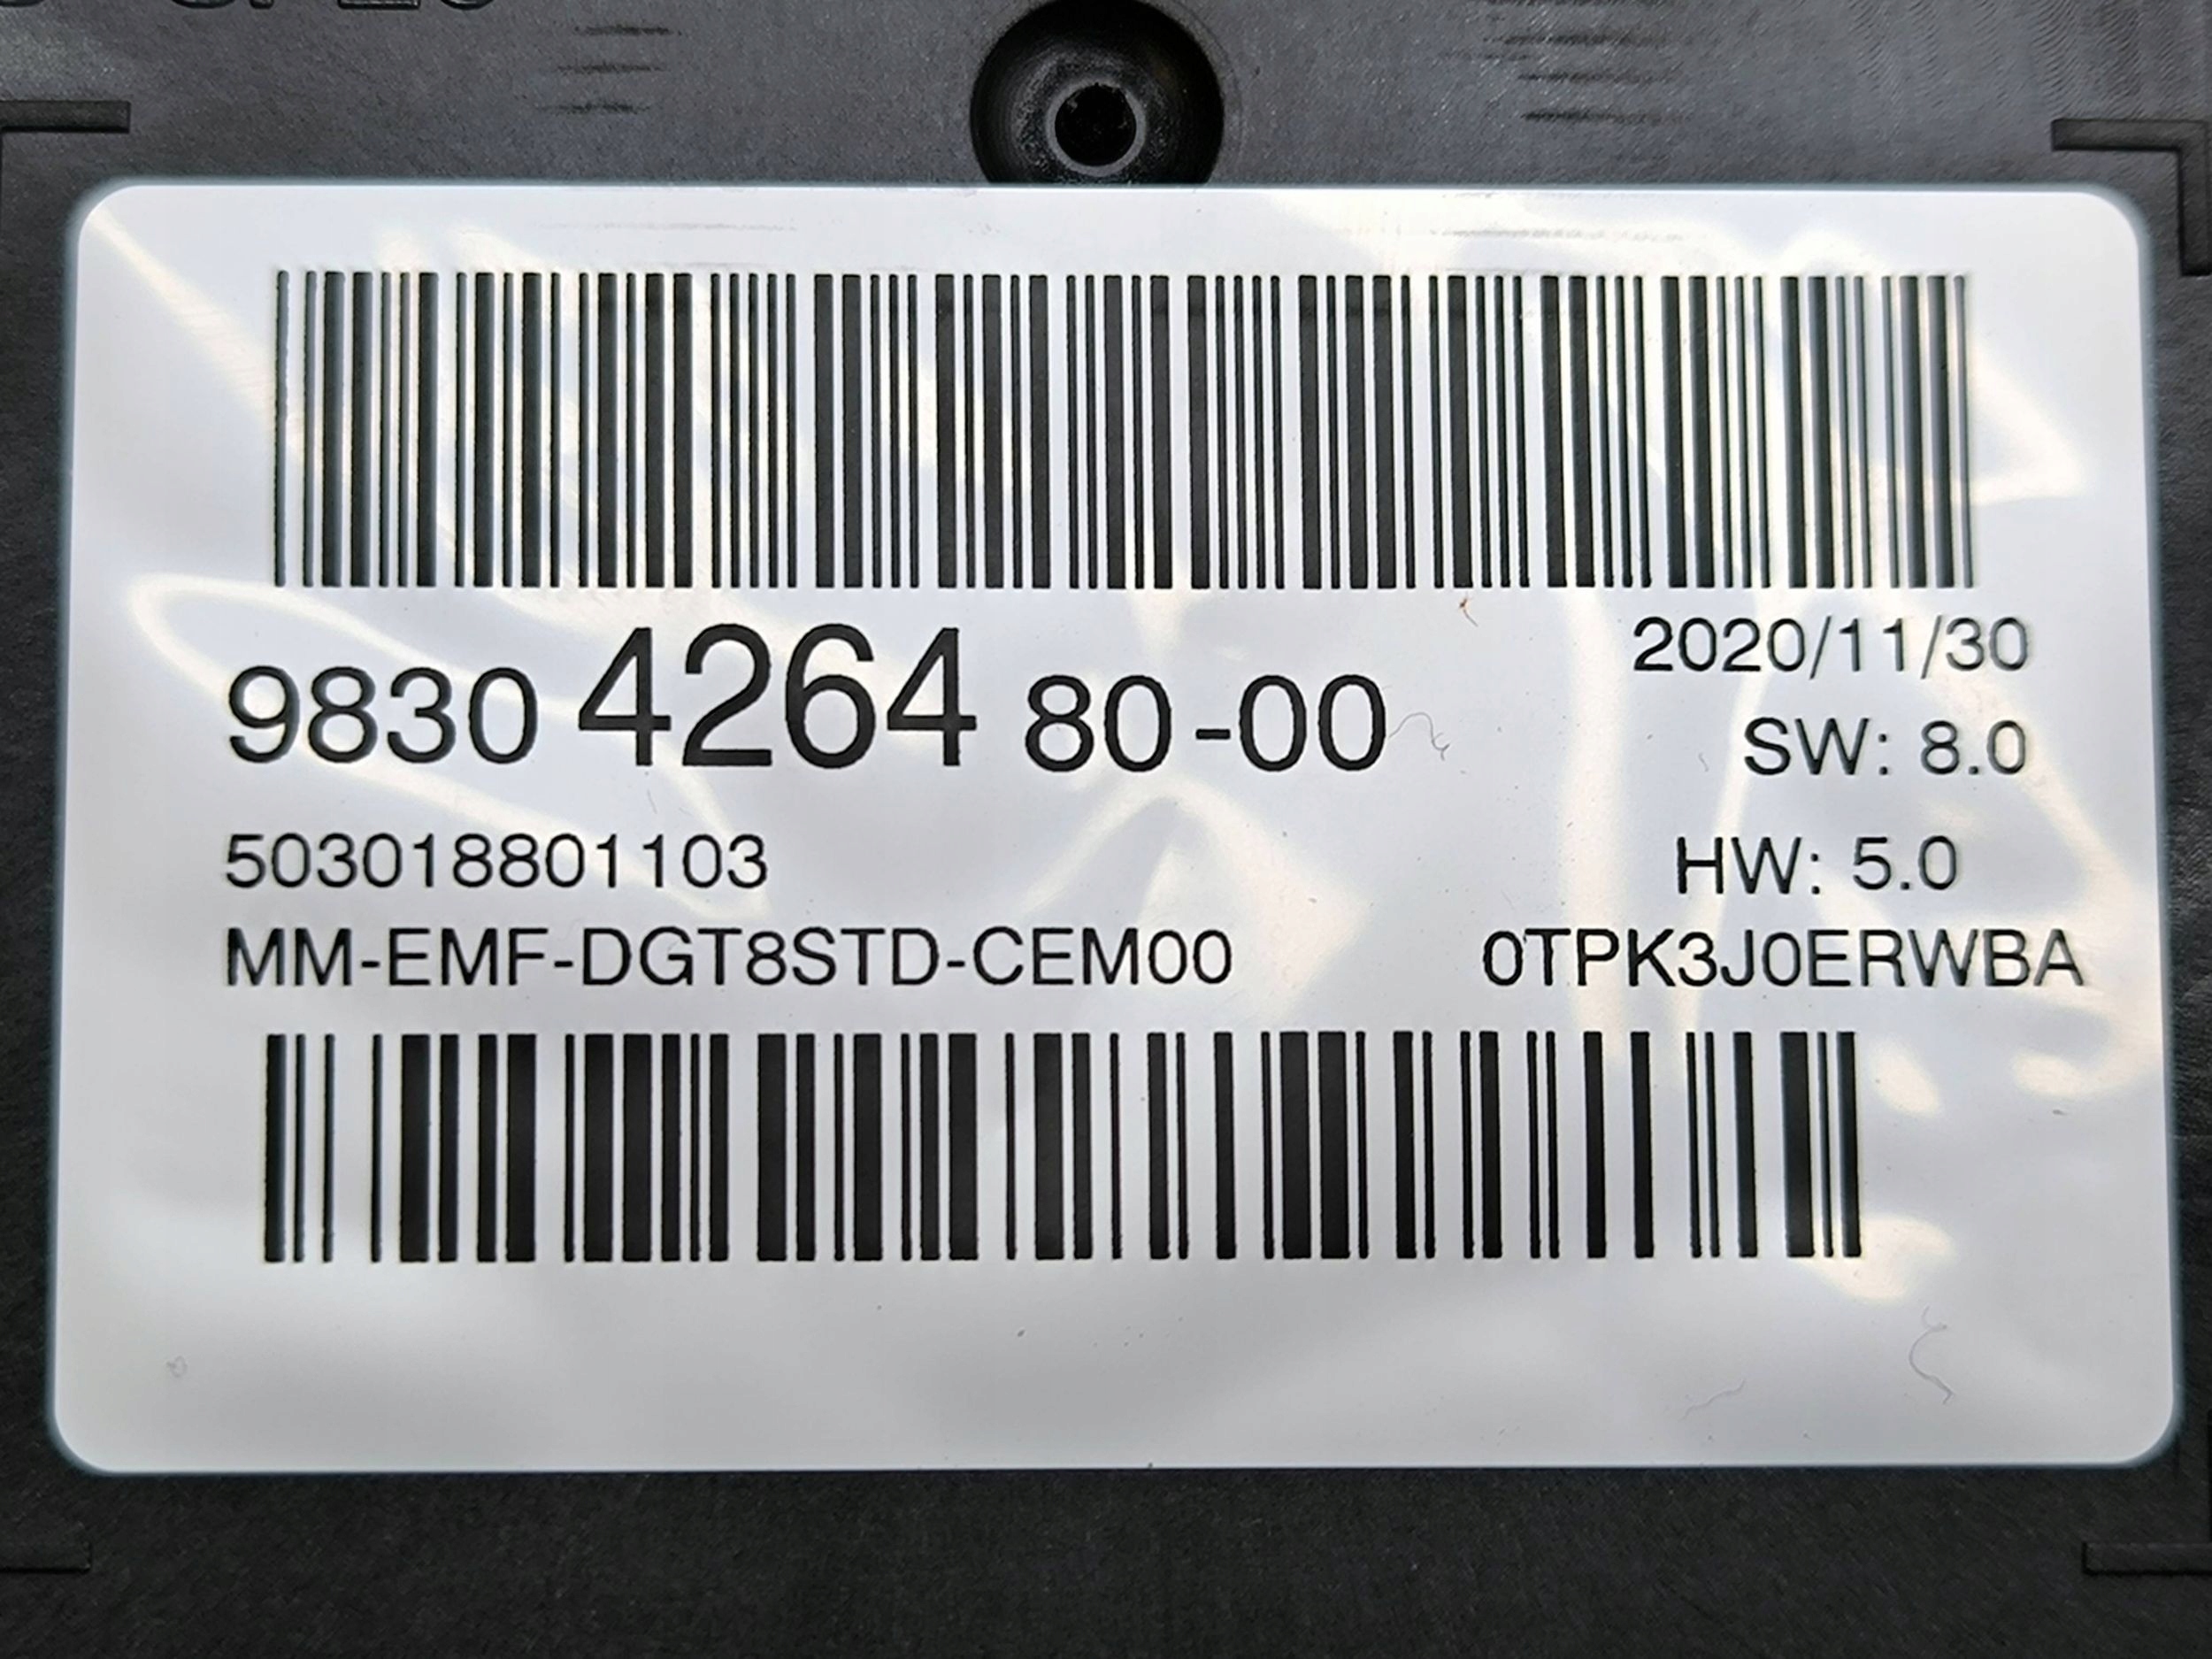 9830 4264 80-00
2020/11/30
SW: 8.0
503018801103
HW: 5.0
MM-EMF-DGT8STD-CEM00
0TPK3J0ERWBA